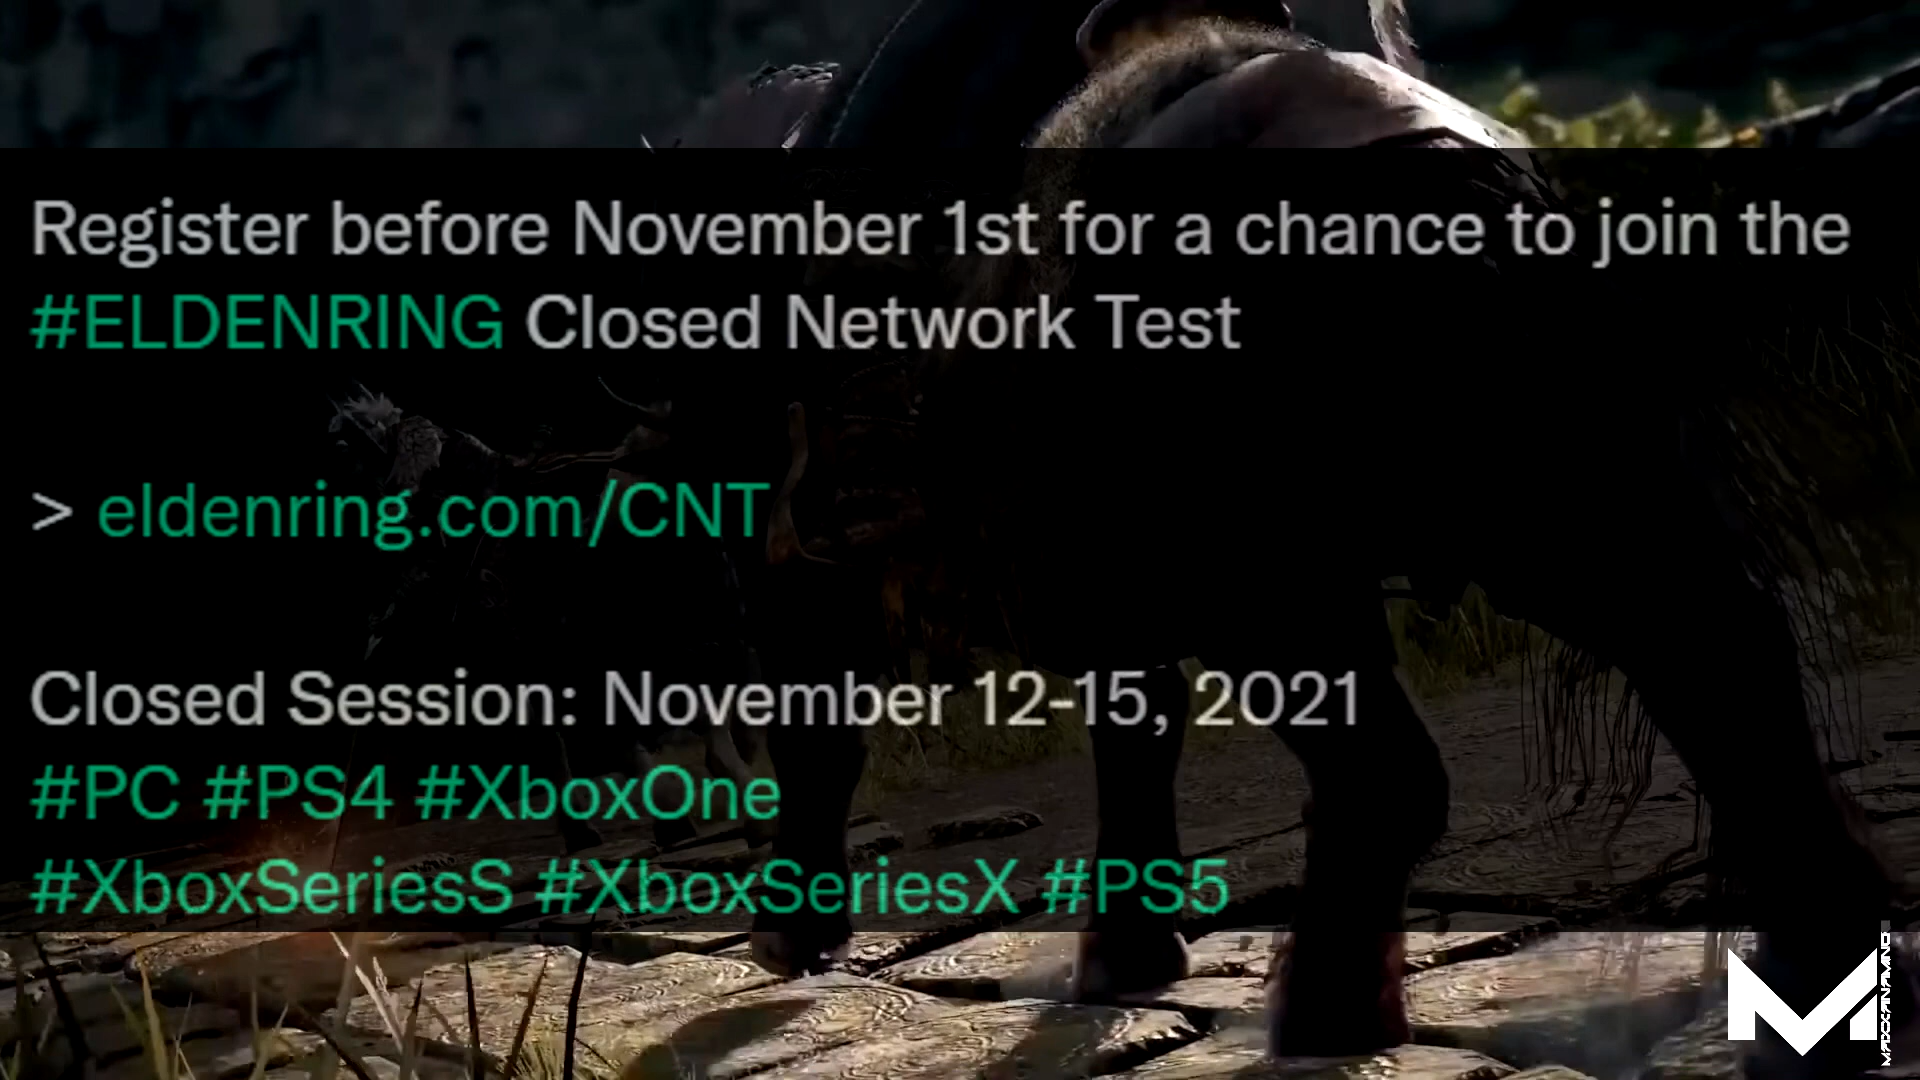 Register before November 1st for a chance to join the
#ELDENRING Closed Network Test
> eldenring.com/CNT
Closed Session: November 12-15, 2021
#PC #PS4 #XboxOne
#XboxSeriesS #XboxSeriesX #PS5